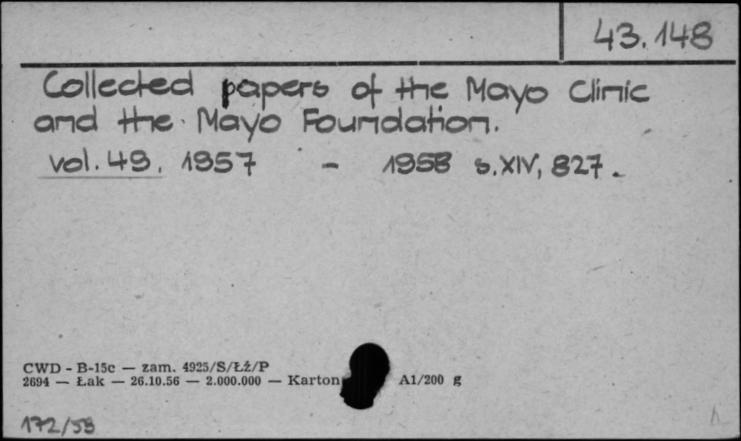 43.148
Collected papers of the Mayo Clinic
and the Mayo Foundation.
vol. 49. 1957 - 1958 s. XIV, 827.
CWD - B-15c — zam. 4925/S/ŁŻ/P
2694 — Łak — 26.10.56 — 2.000.000 — Karton A1/200 g
172/58